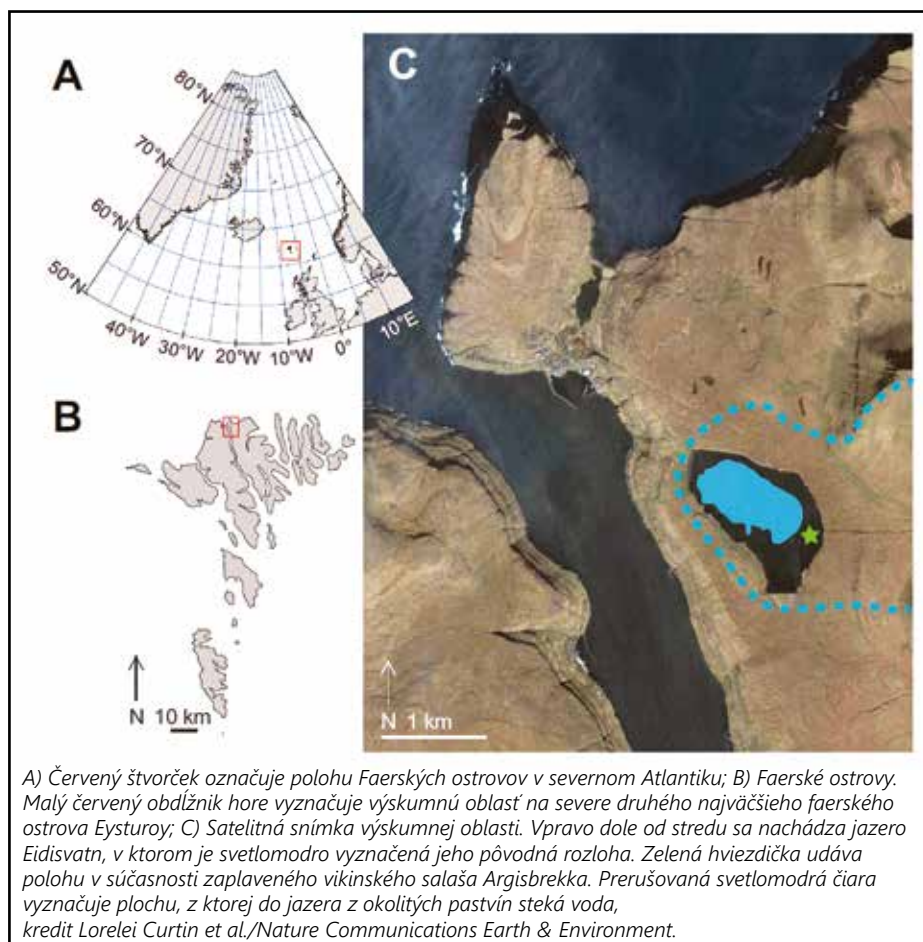 A
80°N
70°N
60°N
50°N
40°W
30°W
20°W
10°W
0°
10°E
B
N 10 km
C
N 1 km
A) Červený štvorček označuje polohu Faerských ostrovov v severnom Atlantiku; B) Faerské ostrovy.
Malý červený obdĺžnik hore vyznačuje výskumnú oblasť na severe druhého najväčšieho faerského
ostrova Eysturoy; C) Satelitná snímka výskumnej oblasti. Vpravo dole od stredu sa nachádza jazero
Eidisvatn, v ktorom je svetlomodro vyznačená jeho pôvodná rozloha. Zelená hviezdička udáva
polohu v súčasnosti zaplaveného vikinského salaša Argisbrekka. Prerušovaná svetlomodrá čiara
vyznačuje plochu, z ktorej do jazera z okolitých pastvín steká voda,
kredit Lorelei Curtin et al./Nature Communications Earth & Environment.